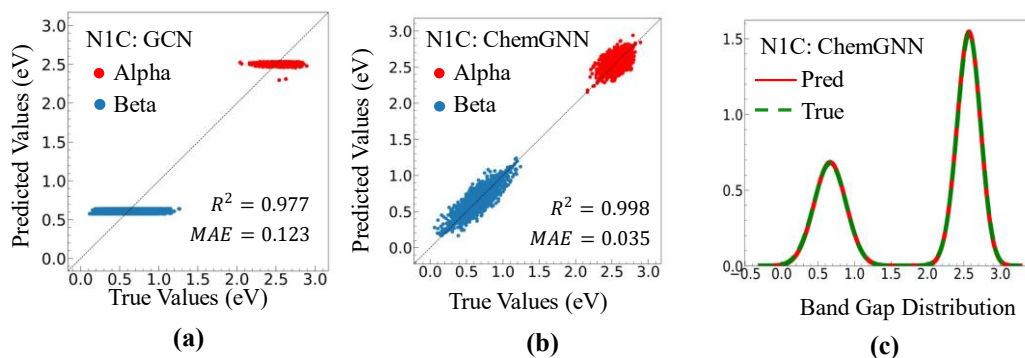 N1C: GCN
Alpha
Beta
R² = 0.977
MAE = 0.123
Predicted Values (eV)
3.0
2.5
2.0
1.5
1.0
0.5
0.0
0.0 0.5 1.0 1.5 2.0 2.5 3.0
True Values (eV)
(a)
N1C: ChemGNN
Alpha
Beta
R² = 0.998
MAE = 0.035
Predicted Values (eV)
3.0
2.5
2.0
1.5
1.0
0.5
0.0
0.0 0.5 1.0 1.5 2.0 2.5 3.0
True Values (eV)
(b)
N1C: ChemGNN
Pred
True
1.5
1.0
0.5
0.0
-0.5 0.0 0.5 1.0 1.5 2.0 2.5 3.0
Band Gap Distribution
(c)